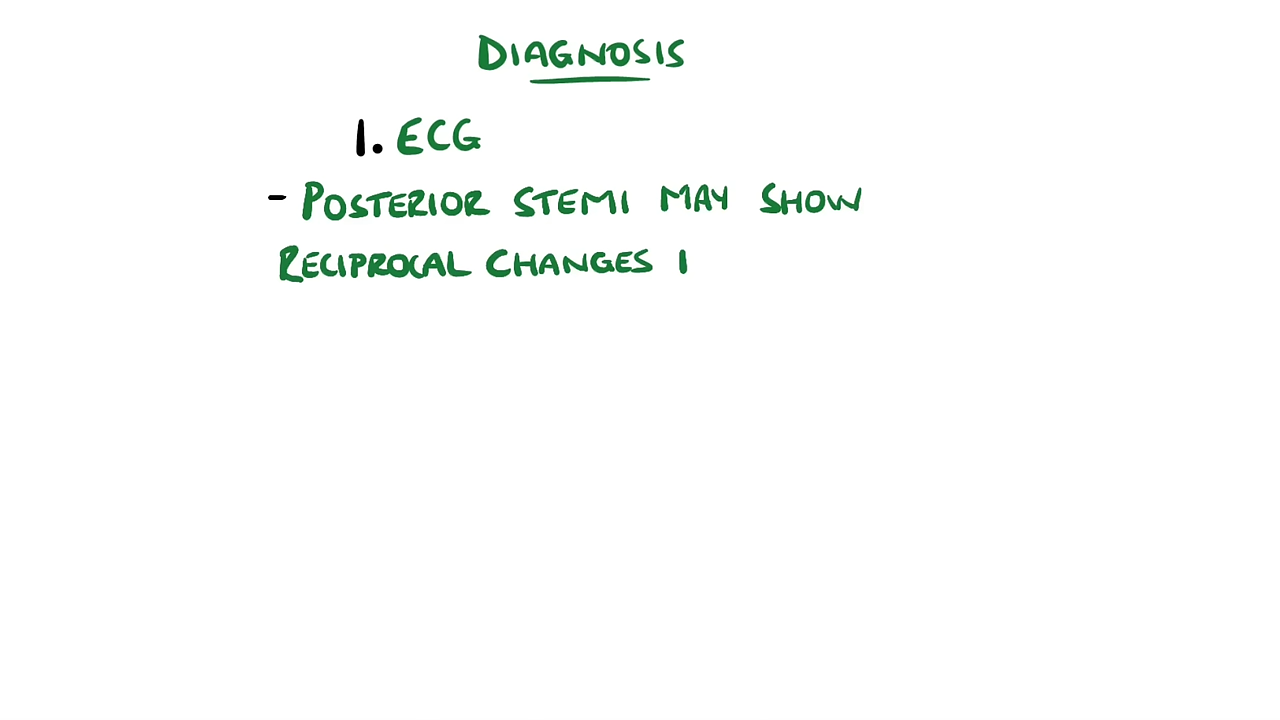 DIAGNOSIS
1. ECG
- POSTERIOR STEMI MAY SHOW
RECIPROCAL CHANGES I